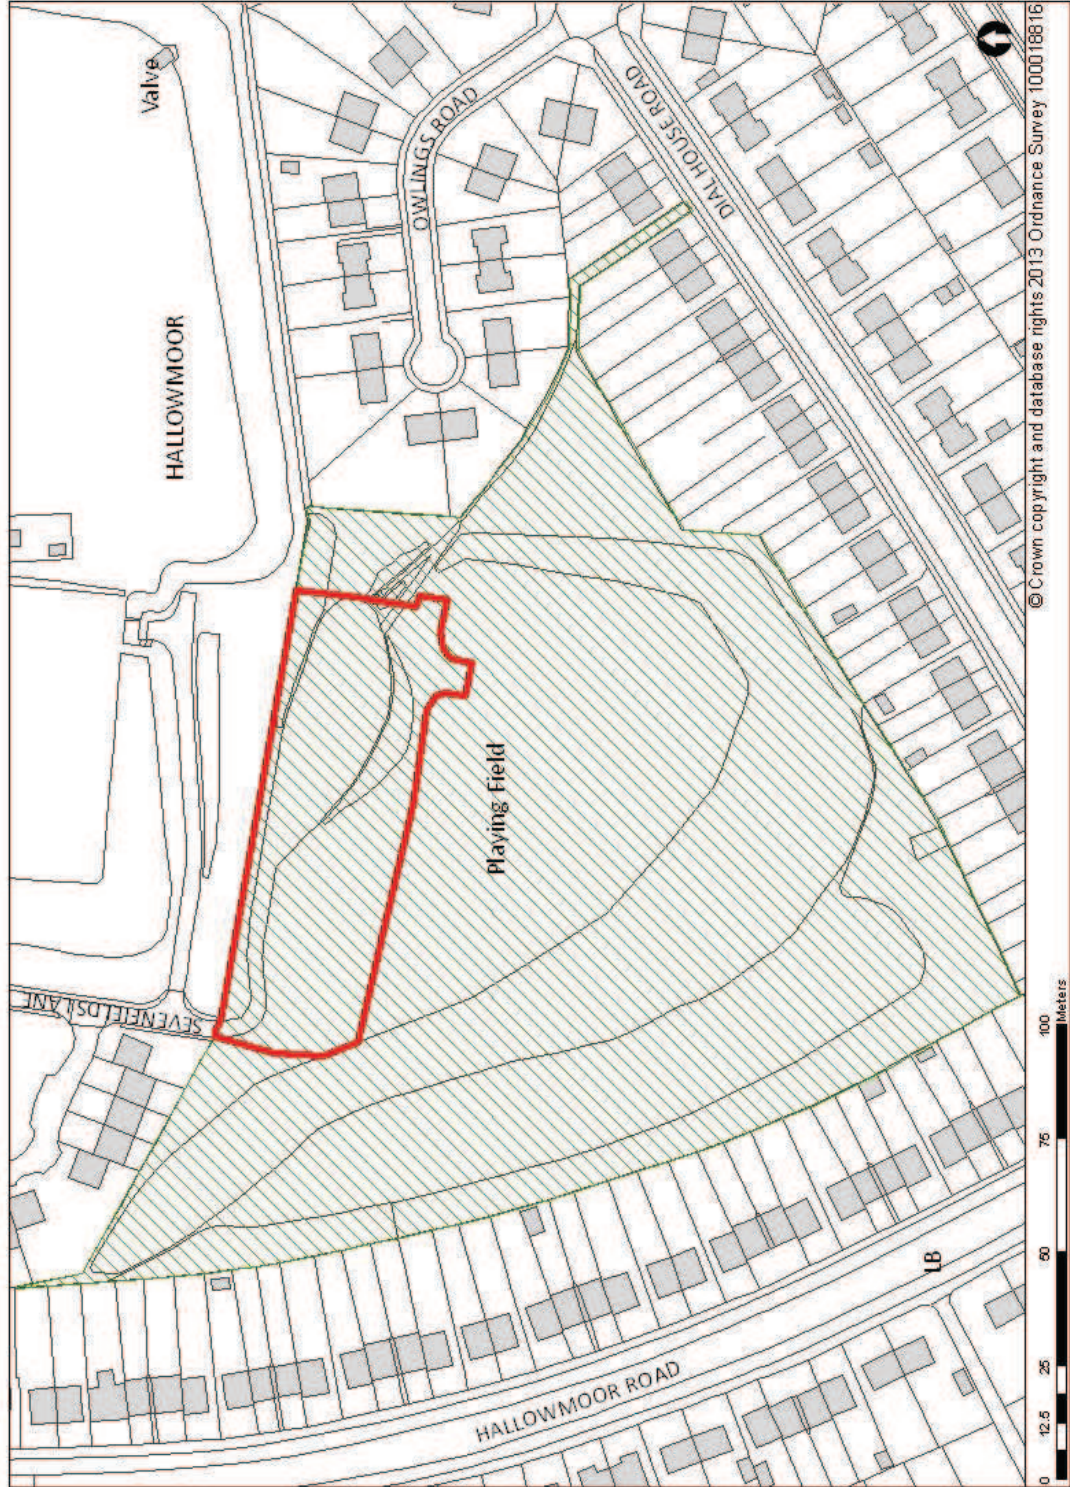 Valve
HALLOWMOOR
OWLINGS ROAD
DIAL HOUSE ROAD
SEVENFIELDS LANE
Playing Field
LB
HALLOWMOOR ROAD
© Crown copyright and database rights 2013 Ordnance Survey 100018816
0 12.5 25 50 75 100
Meters